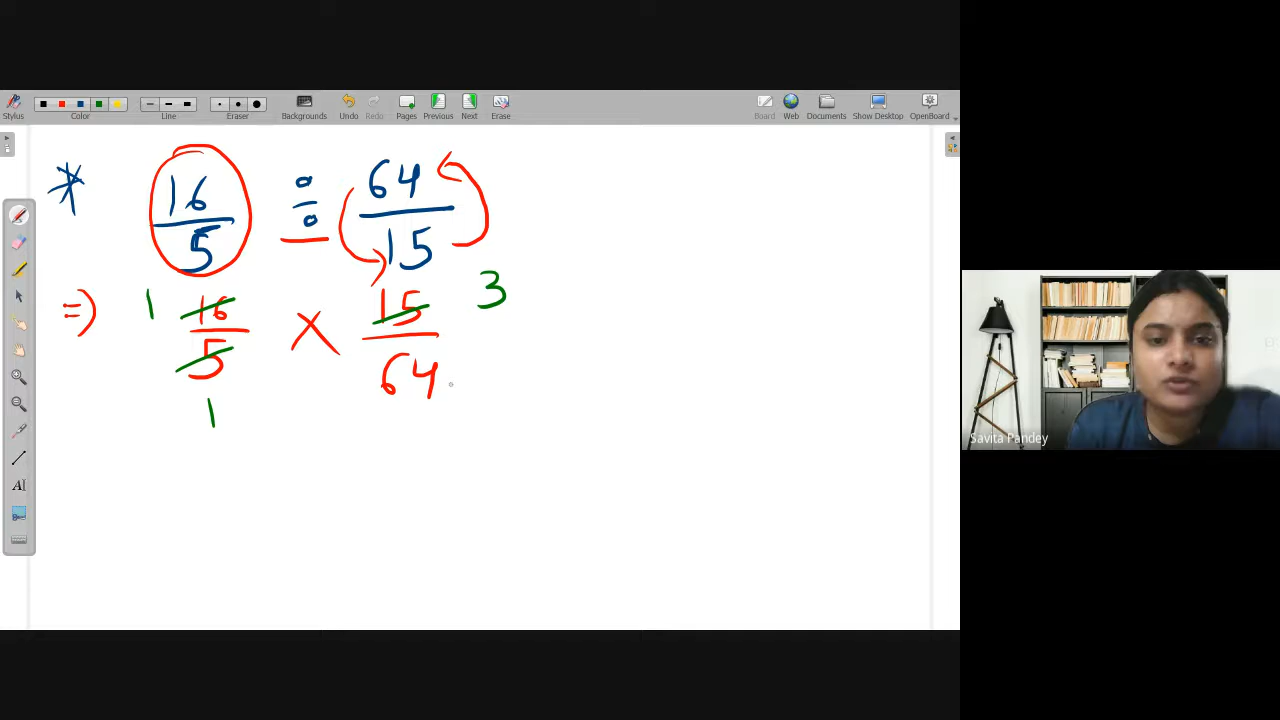 Stylus Color Line Eraser Backgrounds Undo Redo Pages Previous Next Erase Board Web Documents Show Desktop OpenBoard
* 16/5 ÷ 64/15
=> 1 16/5 × 15/64 3
1
AI
Savita Pandey